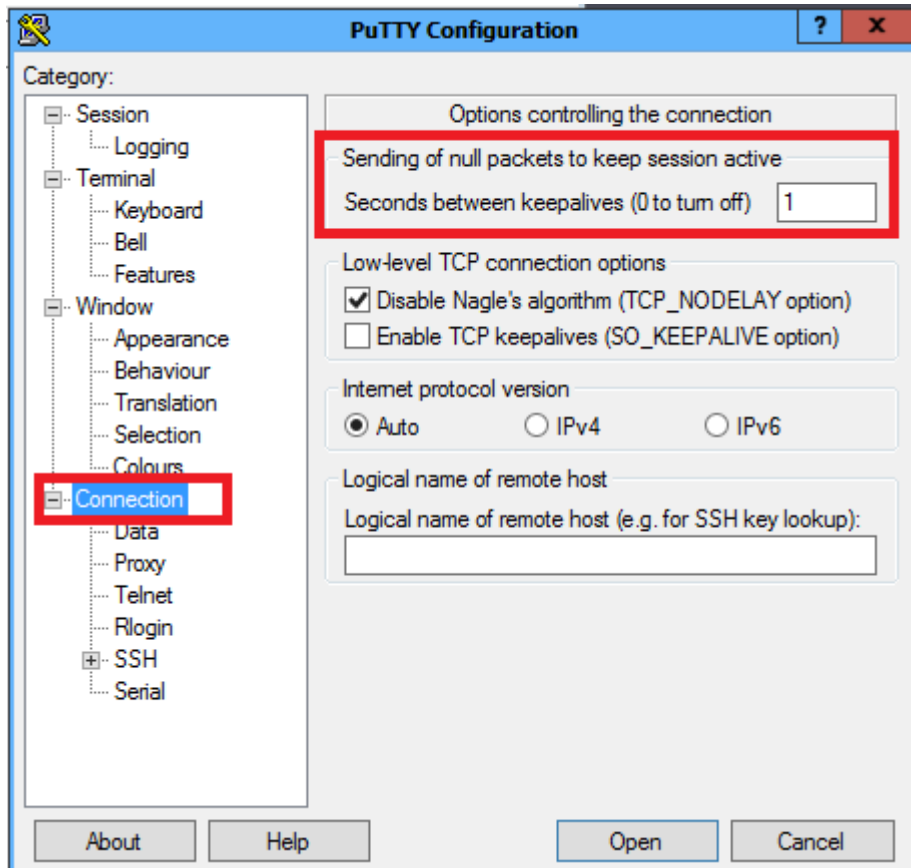 PuTTY Configuration
?
x
Category:
Session
Logging
Terminal
Keyboard
Bell
Features
Window
Appearance
Behaviour
Translation
Selection
Colours
Connection
Data
Proxy
Telnet
Rlogin
SSH
Serial
Options controlling the connection
Sending of null packets to keep session active
Seconds between keepalives (0 to turn off) 1
Low-level TCP connection options
Disable Nagle's algorithm (TCP_NODELAY option)
Enable TCP keepalives (SO_KEEPALIVE option)
Internet protocol version
Auto IPv4 IPv6
Logical name of remote host
Logical name of remote host (e.g. for SSH key lookup):
About Help Open Cancel